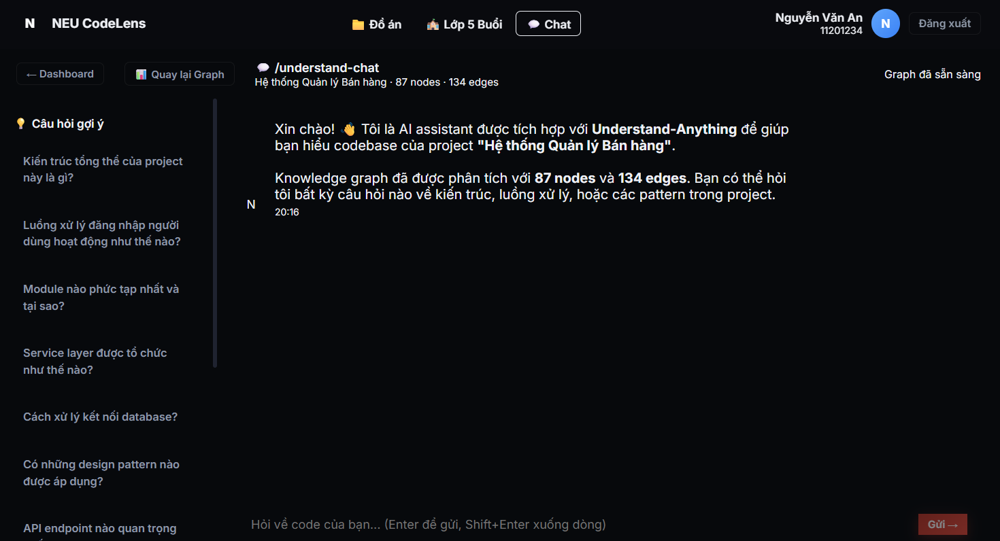 N NEU CodeLens
📁 Đồ án
🏫 Lớp 5 Buổi
💬 Chat
Nguyễn Văn An
11201234
N
Đăng xuất
← Dashboard
📊 Quay lại Graph
💬 /understand-chat
Hệ thống Quản lý Bán hàng · 87 nodes · 134 edges
Graph đã sẵn sàng
💡 Câu hỏi gợi ý
Kiến trúc tổng thể của project
này là gì?
Luồng xử lý đăng nhập người
dùng hoạt động như thế nào?
Module nào phức tạp nhất và
tại sao?
Service layer được tổ chức
như thế nào?
Cách xử lý kết nối database?
Có những design pattern nào
được áp dụng?
API endpoint nào quan trọng
Xin chào! 👋 Tôi là AI assistant được tích hợp với Understand-Anything để giúp
bạn hiểu codebase của project "Hệ thống Quản lý Bán hàng".
Knowledge graph đã được phân tích với 87 nodes và 134 edges. Bạn có thể hỏi
tôi bất kỳ câu hỏi nào về kiến trúc, luồng xử lý, hoặc các pattern trong project.
N
20:16
Hỏi về code của bạn... (Enter để gửi, Shift+Enter xuống dòng)
Gửi →